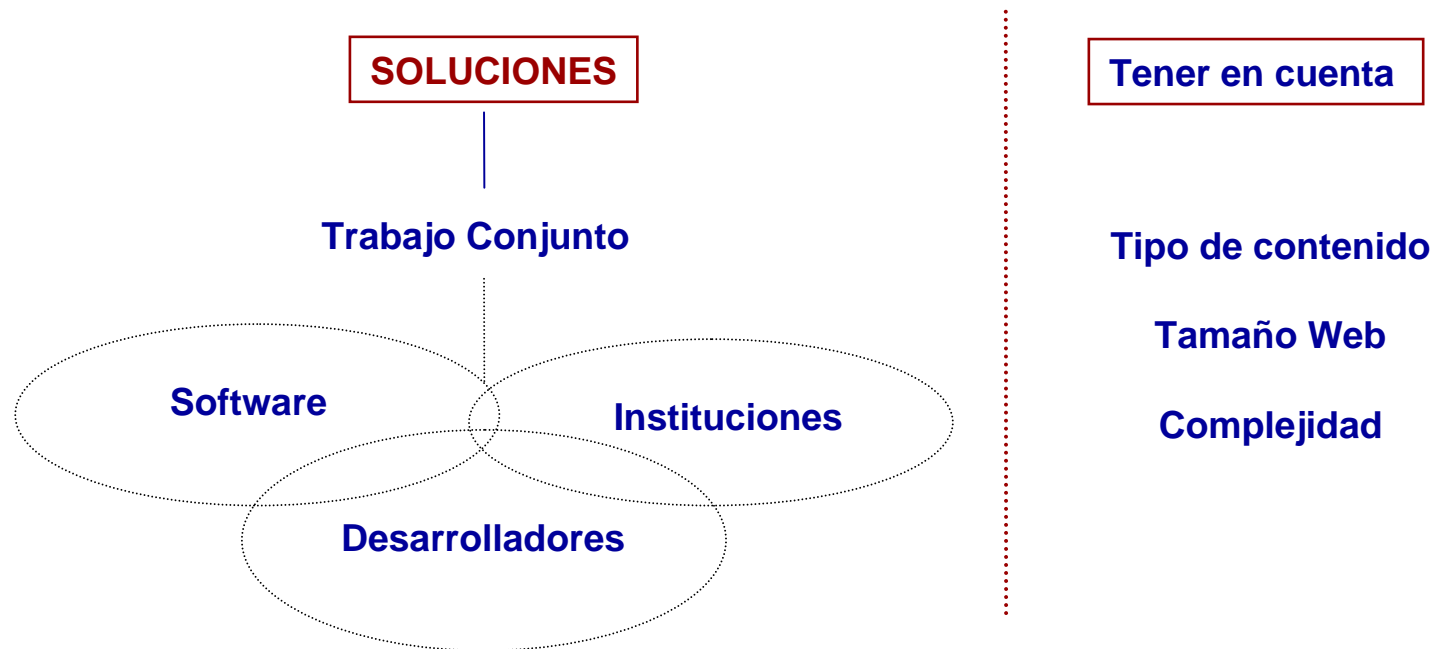 SOLUCIONES
Trabajo Conjunto
Software
Instituciones
Desarrolladores
Tener en cuenta
Tipo de contenido
Tamaño Web
Complejidad